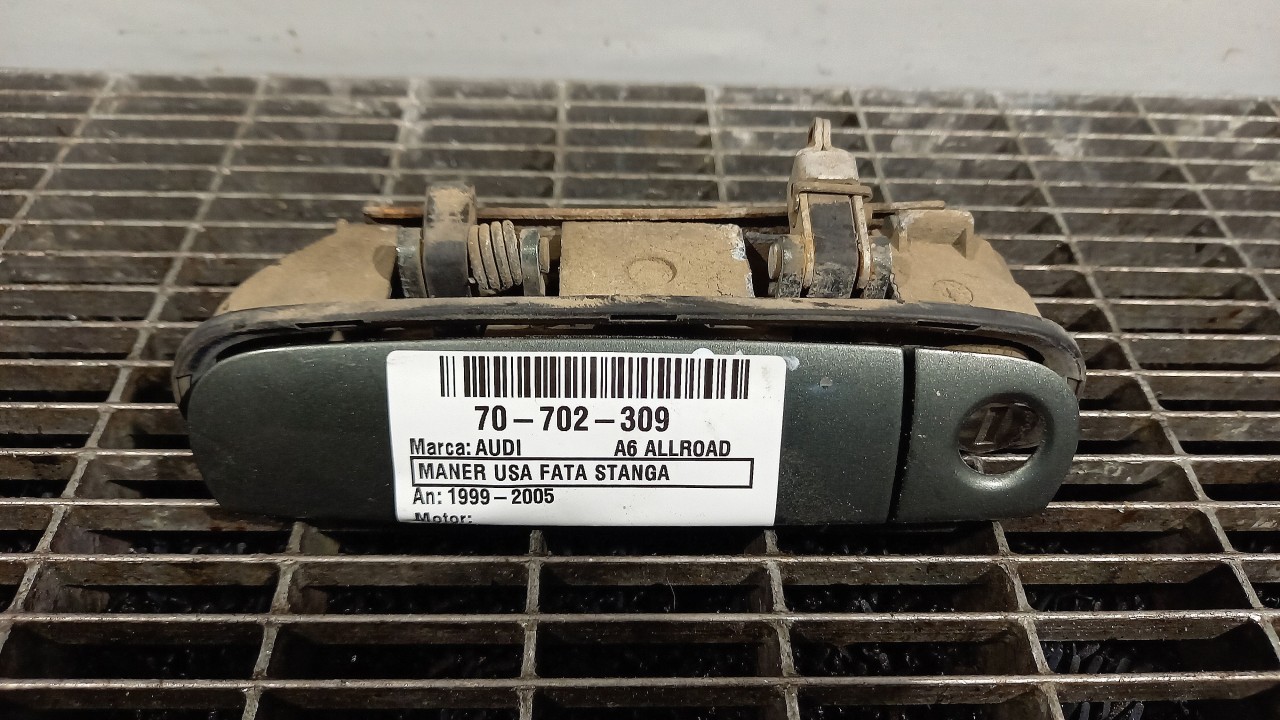 70-702-309
Marca: AUDI A6 ALLROAD
MANER USA FATA STANGA
An: 1999-2005
Motor: